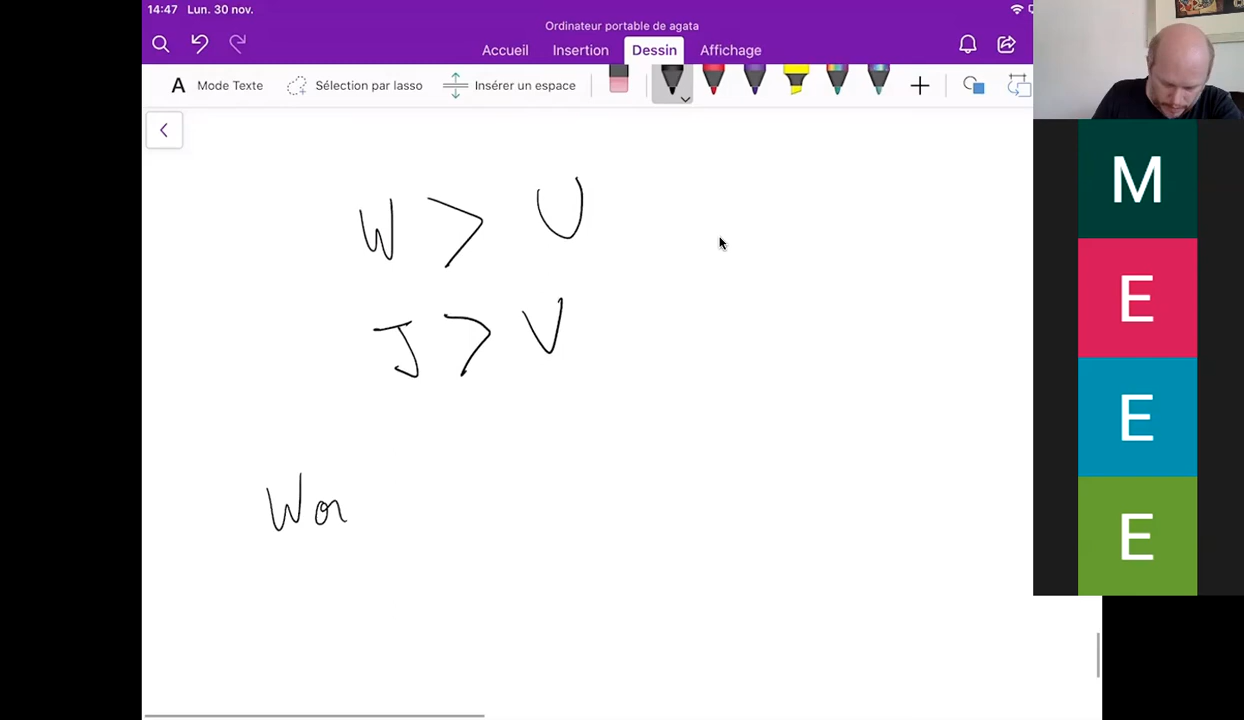 14:47 Lun. 30 nov.
Ordinateur portable de agata
Accueil Insertion Dessin Affichage
A Mode Texte Sélection par lasso Insérer un espace
W > U
J > V
Wor
M
E
E
E